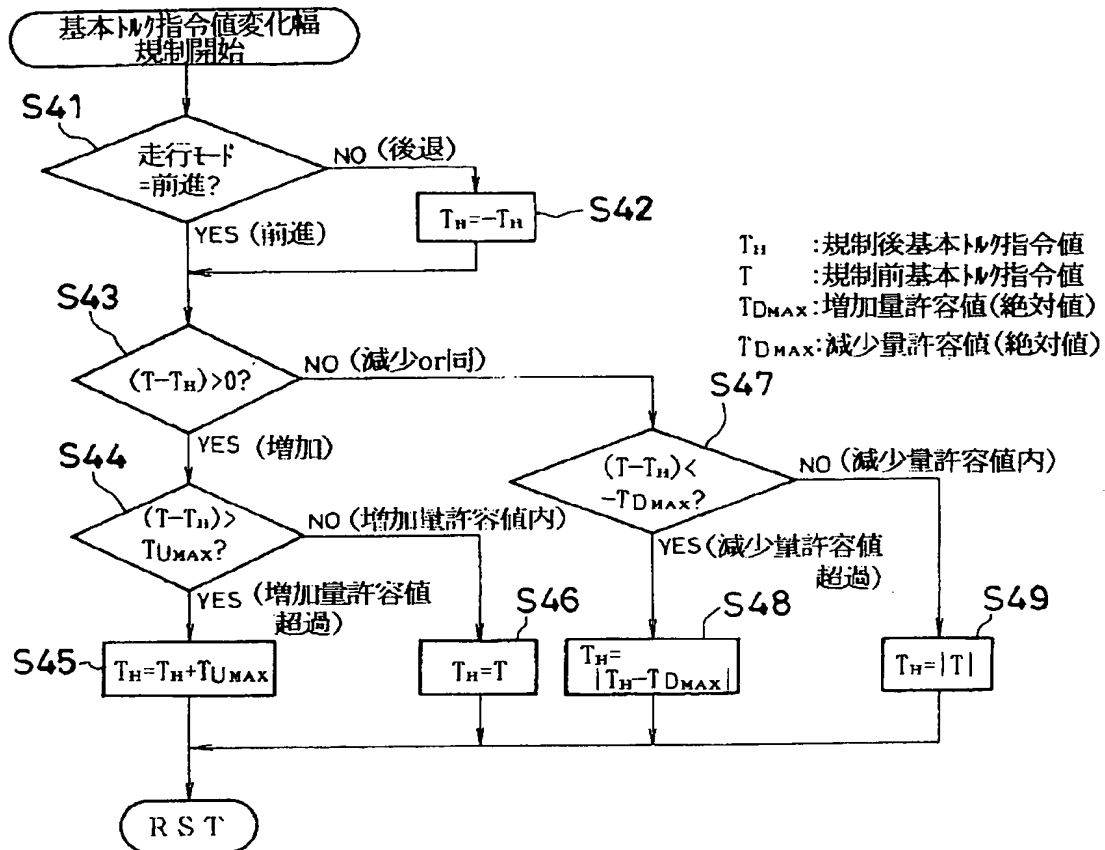 基本トルク指令値変化幅
規制開始
S41
走行モード
=前進?
NO (後退)
TH=-TH
S42
YES (前進)
TH :規制後基本トルク指令値
T :規制前基本トルク指令値
TDMAX:増加量許容値(絶対値)
TDMAX:減少量許容値(絶対値)
S43
(T-TH)>0?
NO (減少or同)
YES (増加)
S47
(T-TH)<
-TDMAX?
NO (減少量許容値内)
YES (減少量許容値
超過)
S44
(T-TH)>
TUMAX?
NO (増加量許容値内)
YES (増加量許容値
超過)
S45
TH=TH+TUMAX
S46
TH=T
S48
TH=
|TH-TDMAX|
S49
TH=|T|
RST